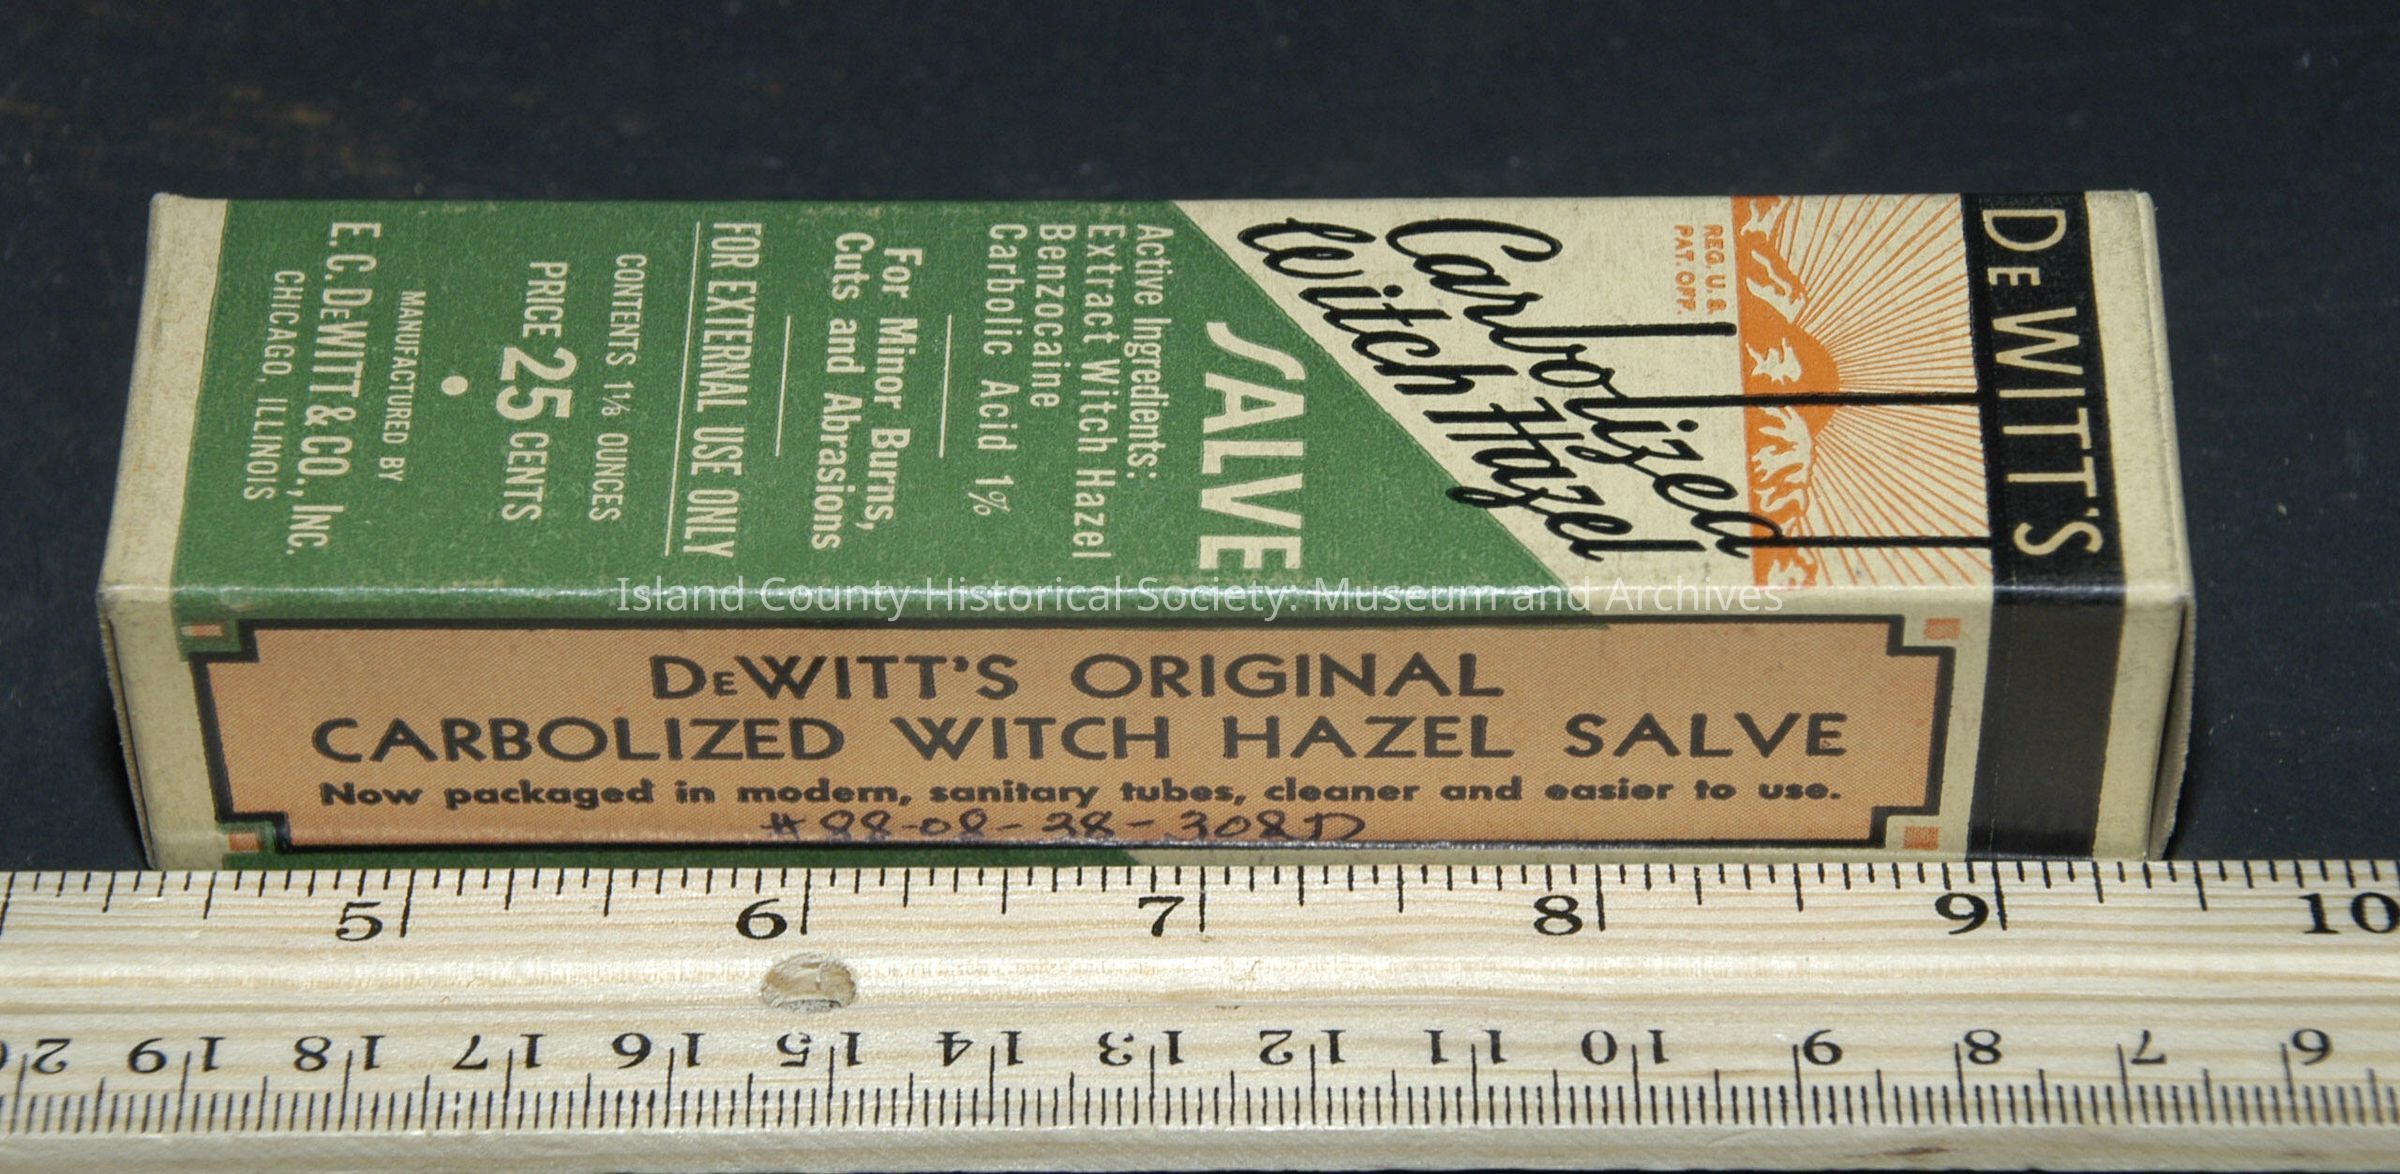 DEWITT'S
REG. U. S.
PAT. OFF.
Carbolized
Witch Hazel
SALVE
Active Ingredients:
Extract Witch Hazel
Benzocaine
Carbolic Acid 1%
For Minor Burns,
Cuts and Abrasions
FOR EXTERNAL USE ONLY
CONTENTS 1⅛ OUNCES
PRICE 25 CENTS
MANUFACTURED BY
E. C. DEWITT & CO., INC.
CHICAGO, ILLINOIS
Island County Historical Society: Museum and Archives
DEWITT'S ORIGINAL
CARBOLIZED WITCH HAZEL SALVE
Now packaged in modern, sanitary tubes, cleaner and easier to use.
#88-08-28-308D
5 6 7 8 9 10
20 19 18 17 16 15 14 13 12 11 10 9 8 7 6